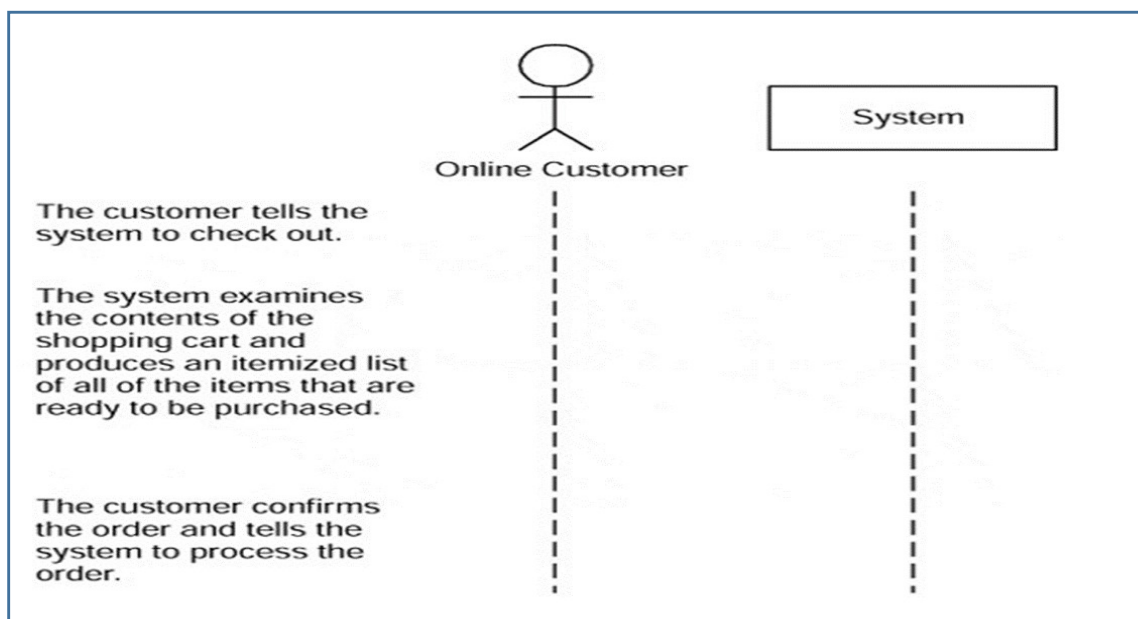 System
Online Customer
The customer tells the
system to check out.
The system examines
the contents of the
shopping cart and
produces an itemized list
of all of the items that are
ready to be purchased.
The customer confirms
the order and tells the
system to process the
order.